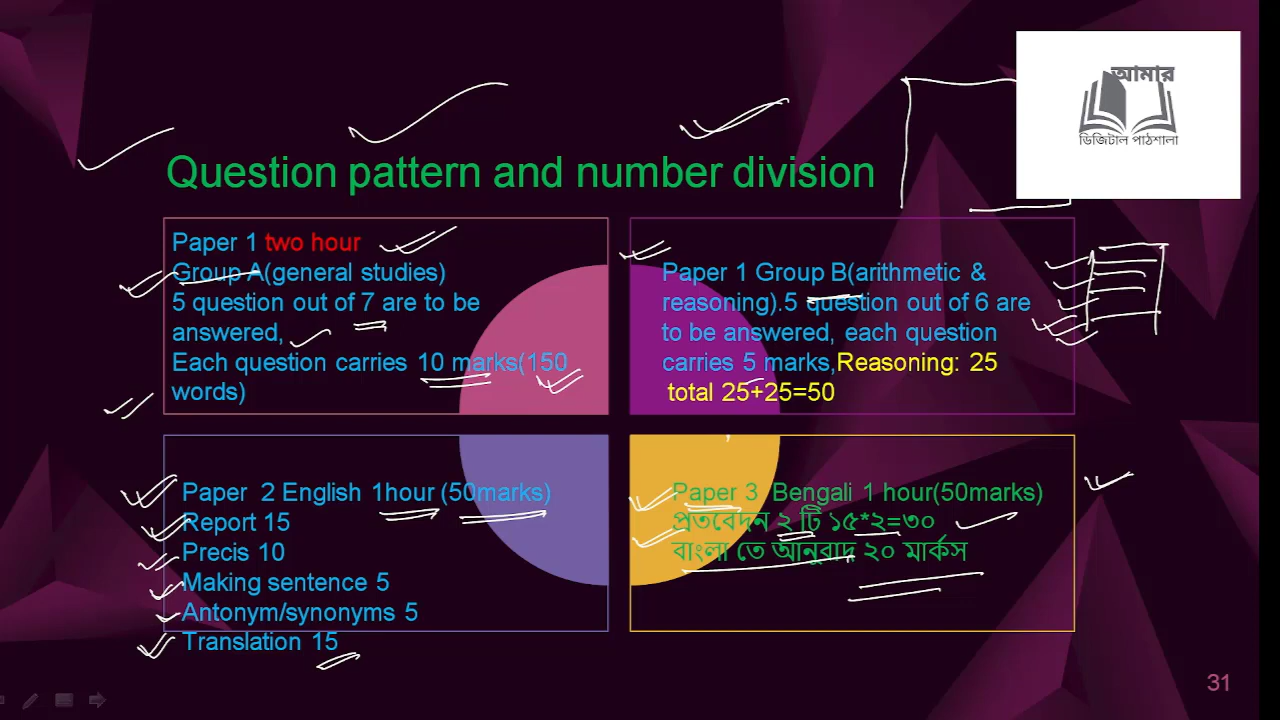 আমার
ডিজিটাল পাঠশালা
Question pattern and number division
Paper 1 two hour
Group A(general studies)
5 question out of 7 are to be
answered,
Each question carries 10 marks(150
words)
Paper 1 Group B(arithmetic &
reasoning).5 question out of 6 are
to be answered, each question
carries 5 marks,Reasoning: 25
total 25+25=50
Paper 2 English 1hour (50marks)
Report 15
Precis 10
Making sentence 5
Antonym/synonyms 5
Translation 15
Paper 3 Bengali 1 hour(50marks)
প্রতবেদন ২ টি ১৫*২=৩০
বাংলা তে আনুবাদ ২০ মার্কস
31